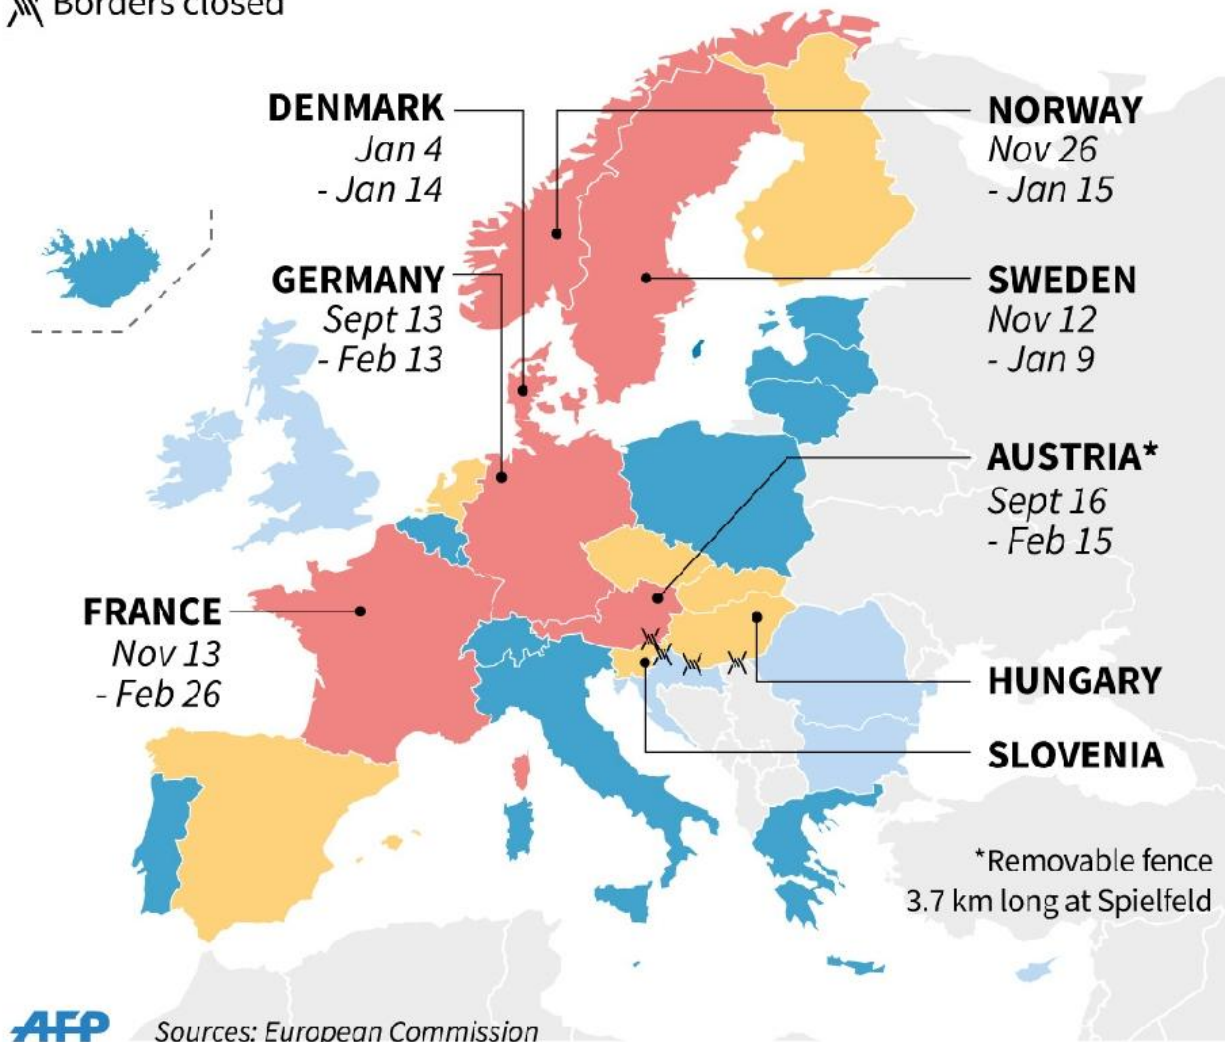 Borders closed
DENMARK
Jan 4
- Jan 14
NORWAY
Nov 26
- Jan 15
GERMANY
Sept 13
- Feb 13
SWEDEN
Nov 12
- Jan 9
AUSTRIA*
Sept 16
- Feb 15
FRANCE
Nov 13
- Feb 26
HUNGARY
SLOVENIA
*Removable fence
3.7 km long at Spielfeld
AFP
Sources: European Commission